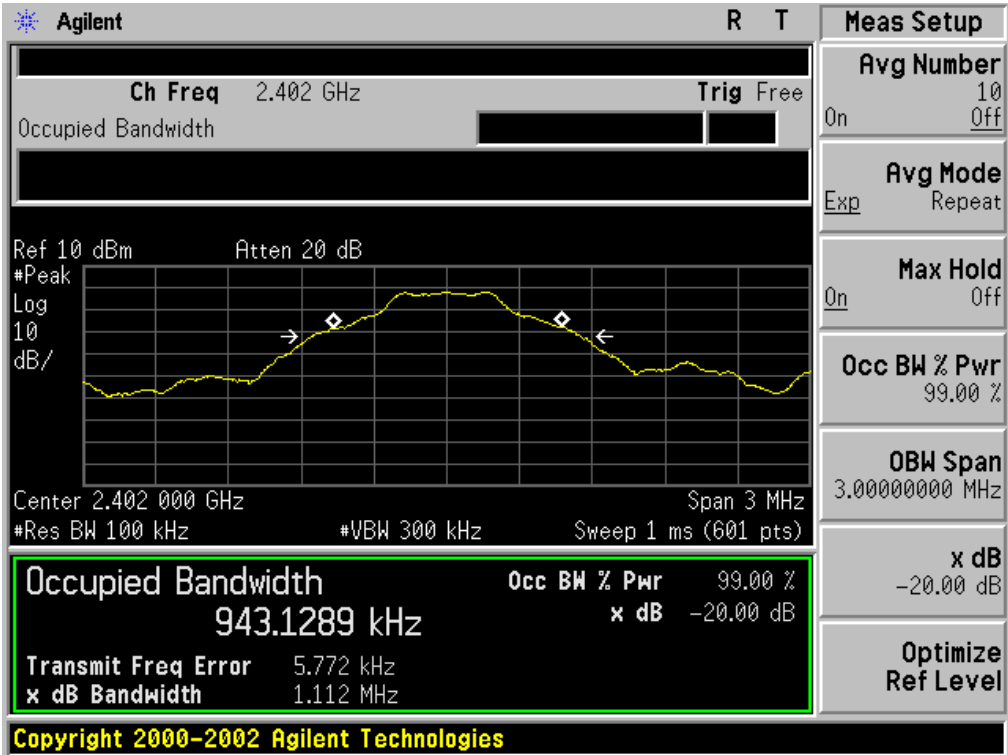 Agilent R T
Ch Freq 2.402 GHz Trig Free
Occupied Bandwidth
Ref 10 dBm Atten 20 dB
#Peak
Log
10
dB/
Center 2.402 000 GHz Span 3 MHz
#Res BW 100 kHz #VBW 300 kHz Sweep 1 ms (601 pts)
Occupied Bandwidth
943.1289 kHz
Occ BW % Pwr 99.00 %
x dB -20.00 dB
Transmit Freq Error 5.772 kHz
x dB Bandwidth 1.112 MHz
Copyright 2000-2002 Agilent Technologies
Meas Setup
Avg Number
10
On Off
Avg Mode
Exp Repeat
Max Hold
On Off
Occ BW % Pwr
99.00 %
OBW Span
3.00000000 MHz
x dB
-20.00 dB
Optimize
Ref Level